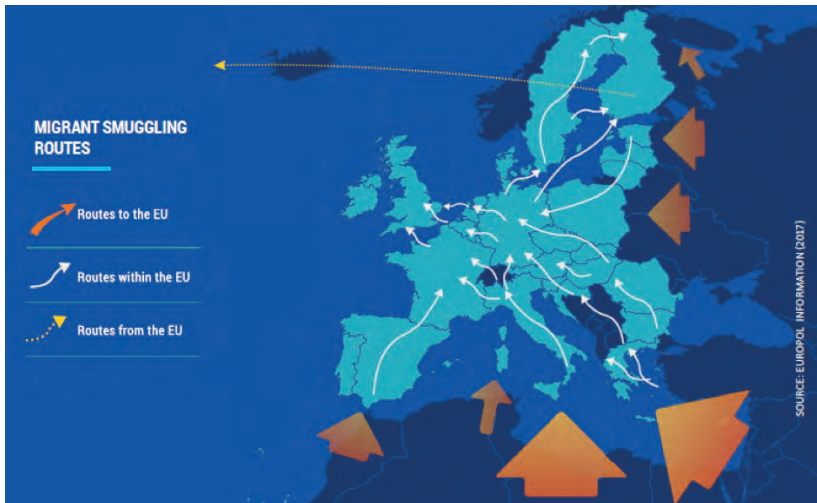 MIGRANT SMUGGLING
ROUTES
Routes to the EU
Routes within the EU
Routes from the EU
SOURCE: EUROPOL INFORMATION (2017)